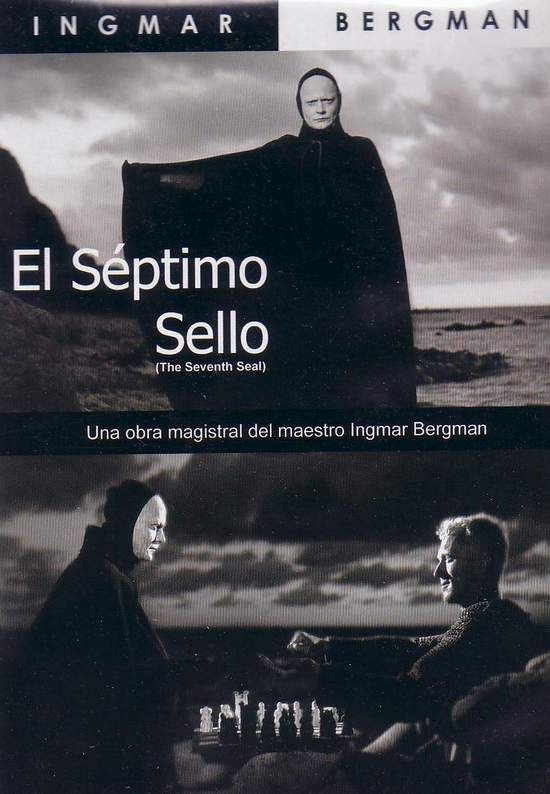 INGMAR BERGMAN
El Séptimo
Sello
(The Seventh Seal)
Una obra magistral del maestro Ingmar Bergman